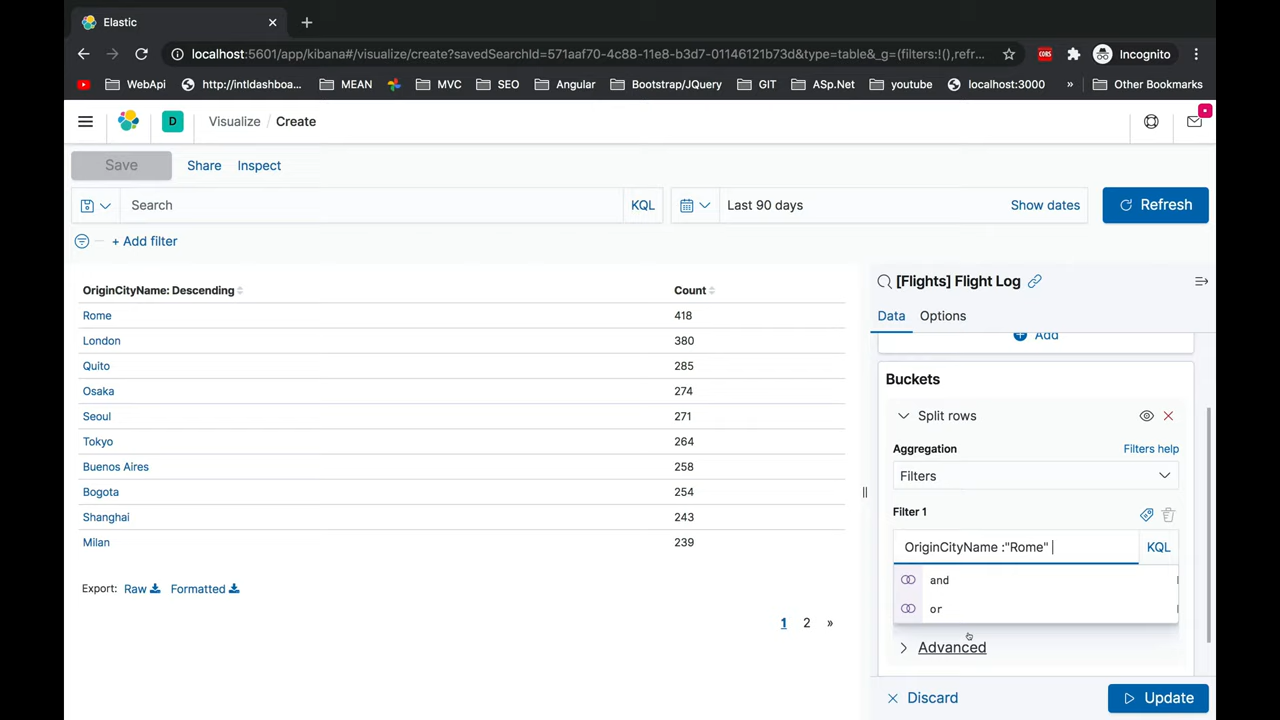 Elastic
localhost:5601/app/kibana#/visualize/create?savedSearchId=571aaf70-4c88-11e8-b3d7-01146121b73d&type=table&_g=(filters:!(),refr...
CORS
Incognito
WebApi
http://intldashboa...
MEAN
MVC
SEO
Angular
Bootstrap/JQuery
GIT
ASp.Net
youtube
localhost:3000
»
Other Bookmarks
D
Visualize / Create
Save
Share
Inspect
Search
KQL
Last 90 days
Show dates
Refresh
+ Add filter
OriginCityName: Descending
Count
Rome 418
London 380
Quito 285
Osaka 274
Seoul 271
Tokyo 264
Buenos Aires 258
Bogota 254
Shanghai 243
Milan 239
Export: Raw Formatted
1 2 »
[Flights] Flight Log
Data
Options
Add
Buckets
Split rows
Aggregation
Filters help
Filters
Filter 1
OriginCityName :"Rome"
KQL
and
or
Advanced
Discard
Update